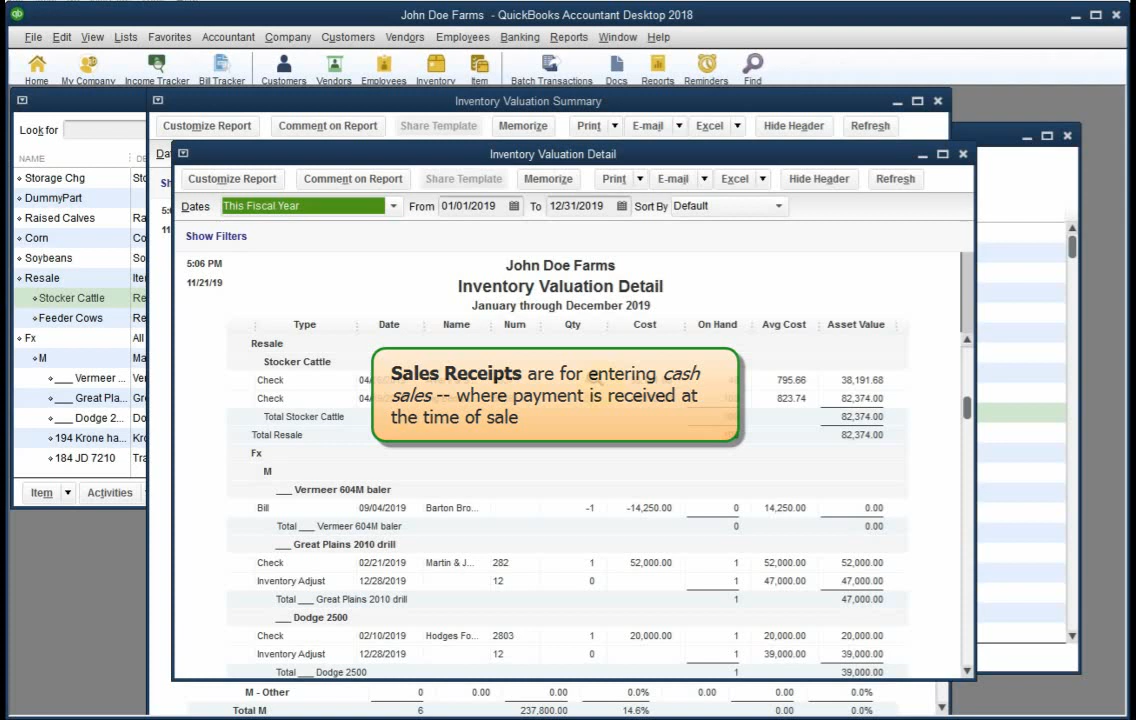 John Doe Farms - QuickBooks Accountant Desktop 2018
File Edit View Lists Favorites Accountant Company Customers Vendors Employees Banking Reports Window Help
Home My Company Income Tracker Bill Tracker Customers Vendors Employees Inventory Item Batch Transactions Docs Reports Reminders Find
Inventory Valuation Summary
Look for
Customize Report Comment on Report Share Template Memorize Print E-mail Excel Hide Header Refresh
NAME
Storage Chg
DummyPart
Raised Calves
Corn
Soybeans
Resale
Stocker Cattle
Feeder Cows
Fx
M
___ Vermeer ...
___ Great Pla...
___ Dodge 2...
194 Krone ha...
184 JD 7210
Item Activities
Inventory Valuation Detail
Customize Report Comment on Report Share Template Memorize Print E-mail Excel Hide Header Refresh
Dates This Fiscal Year From 01/01/2019 To 12/31/2019 Sort By Default
Show Filters
5:06 PM
11/21/19
John Doe Farms
Inventory Valuation Detail
January through December 2019
Type Date Name Num Qty Cost On Hand Avg Cost Asset Value
Resale
Stocker Cattle
Check 795.66 38,191.68
Check 823.74 82,374.00
Total Stocker Cattle 82,374.00
Total Resale 82,374.00
Sales Receipts are for entering cash
sales -- where payment is received at
the time of sale
Fx
M
___ Vermeer 604M baler
Bill 09/04/2019 Barton Bro... -1 -14,250.00 0 14,250.00 0.00
Total ___ Vermeer 604M baler 0 0.00
___ Great Plains 2010 drill
Check 02/21/2019 Martin & J... 282 1 52,000.00 1 52,000.00 52,000.00
Inventory Adjust 12/28/2019 12 0 1 47,000.00 47,000.00
Total ___ Great Plains 2010 drill 1 47,000.00
___ Dodge 2500
Check 02/10/2019 Hodges Fo... 2803 1 20,000.00 1 20,000.00 20,000.00
Inventory Adjust 12/28/2019 12 0 1 39,000.00 39,000.00
Total ___ Dodge 2500 1 39,000.00
M - Other 0 0.00 0.00 0.0% 0.00 0.00 0.0%
Total M 6 237,800.00 14.6% 0.00 0.0%